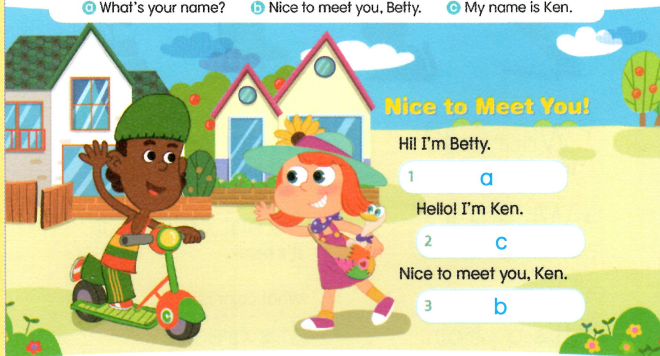 a What's your name? b Nice to meet you, Betty. c My name is Ken.
Nice to Meet You!
Hi! I'm Betty.
1 a
Hello! I'm Ken.
2 c
Nice to meet you, Ken.
3 b